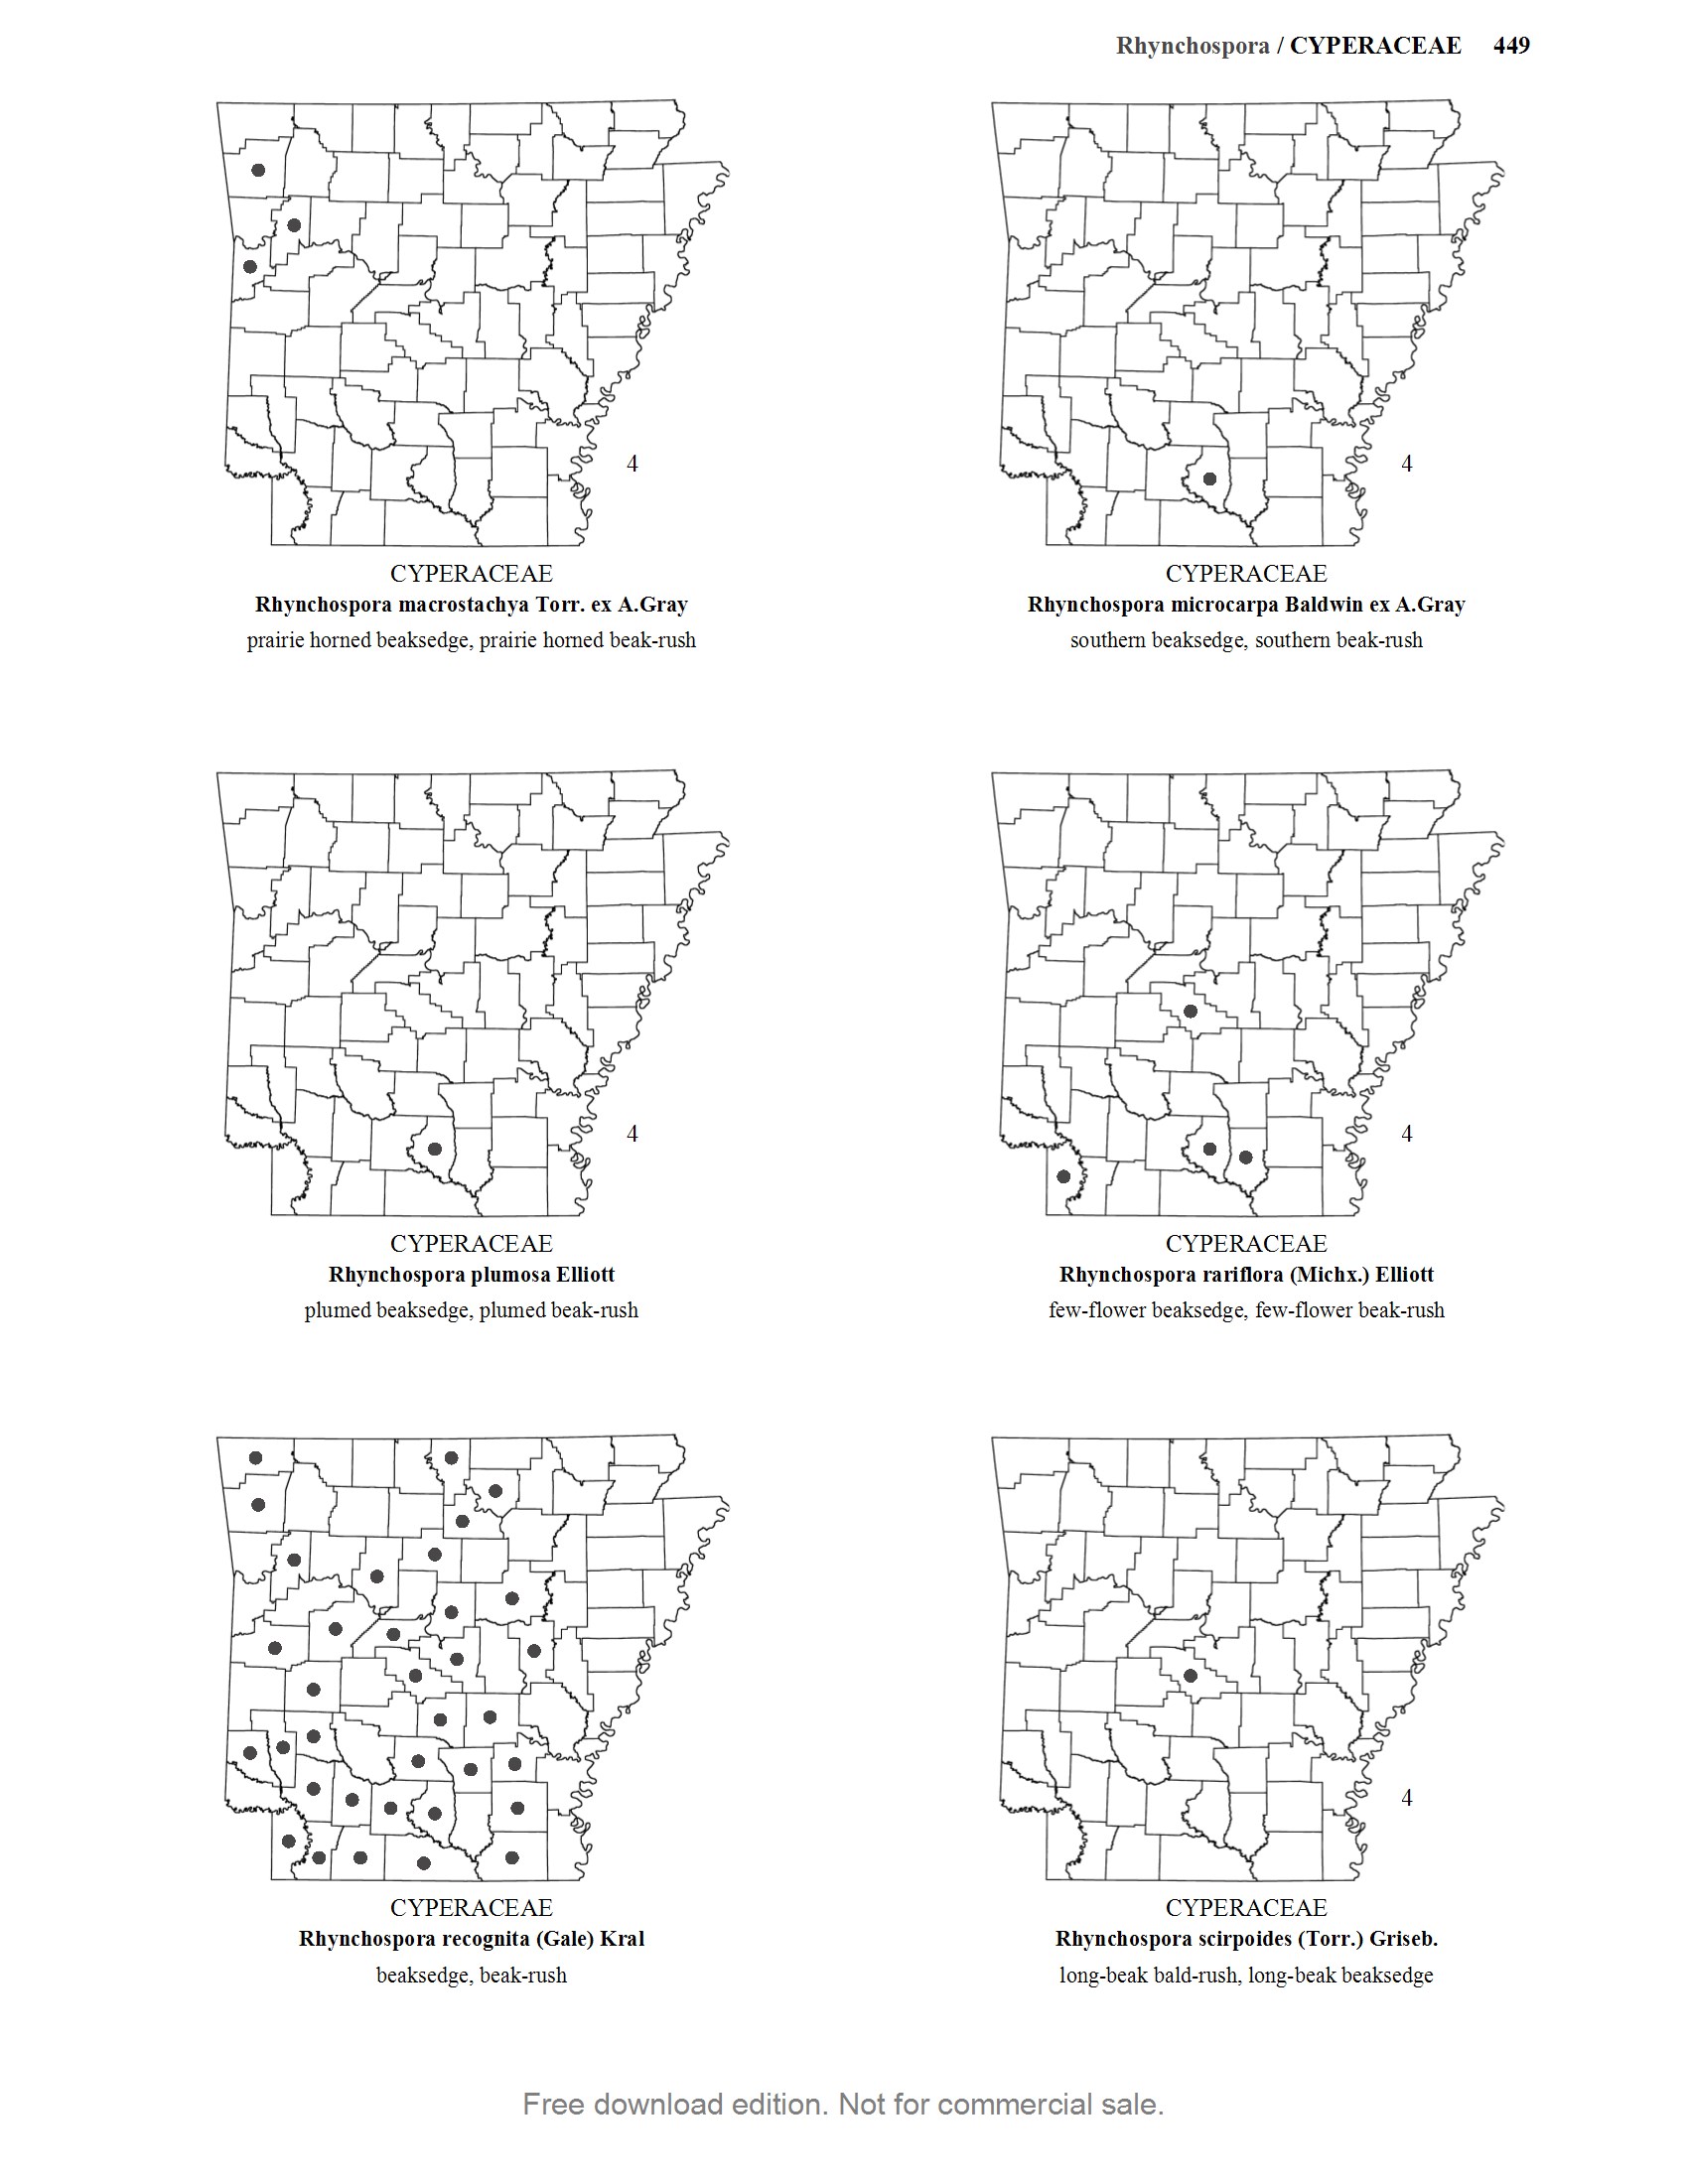 Rhynchospora / CYPERACEAE 449
4
CYPERACEAE
Rhynchospora macrostachya Torr. ex A.Gray
prairie horned beaksedge, prairie horned beak-rush
4
CYPERACEAE
Rhynchospora microcarpa Baldwin ex A.Gray
southern beaksedge, southern beak-rush
4
CYPERACEAE
Rhynchospora plumosa Elliott
plumed beaksedge, plumed beak-rush
4
CYPERACEAE
Rhynchospora rariflora (Michx.) Elliott
few-flower beaksedge, few-flower beak-rush
CYPERACEAE
Rhynchospora recognita (Gale) Kral
beaksedge, beak-rush
4
CYPERACEAE
Rhynchospora scirpoides (Torr.) Griseb.
long-beak bald-rush, long-beak beaksedge
Free download edition. Not for commercial sale.